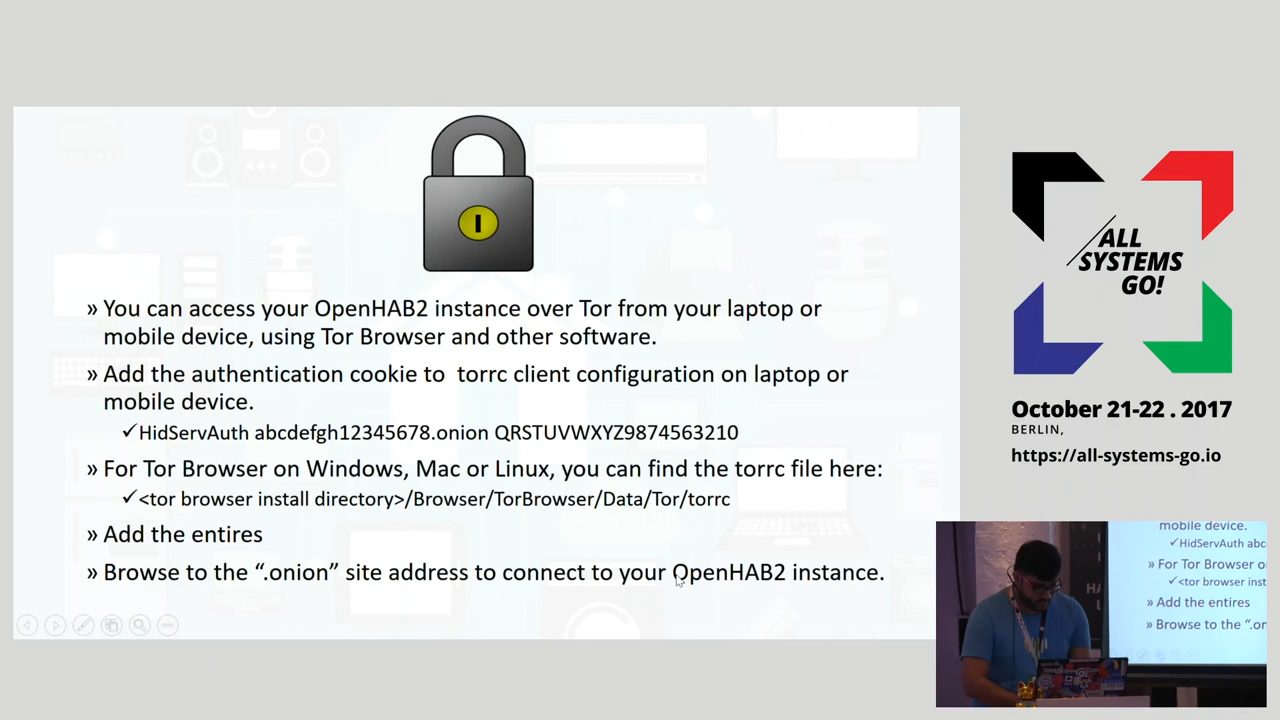 » You can access your OpenHAB2 instance over Tor from your laptop or
mobile device, using Tor Browser and other software.
» Add the authentication cookie to  torrc client configuration on laptop or
mobile device.
✓HidServAuth abcdefgh12345678.onion QRSTUVWXYZ9874563210
» For Tor Browser on Windows, Mac or Linux, you can find the torrc file here:
✓<tor browser install directory>/Browser/TorBrowser/Data/Tor/torrc
» Add the entires
» Browse to the “.onion” site address to connect to your OpenHAB2 instance.
ALL
SYSTEMS
GO!
October 21-22 . 2017
BERLIN,
https://all-systems-go.io
mobile device.
✓HidServAuth abc
» For Tor Browser o
✓<tor browser inst
» Add the entires
» Browse to the “.or